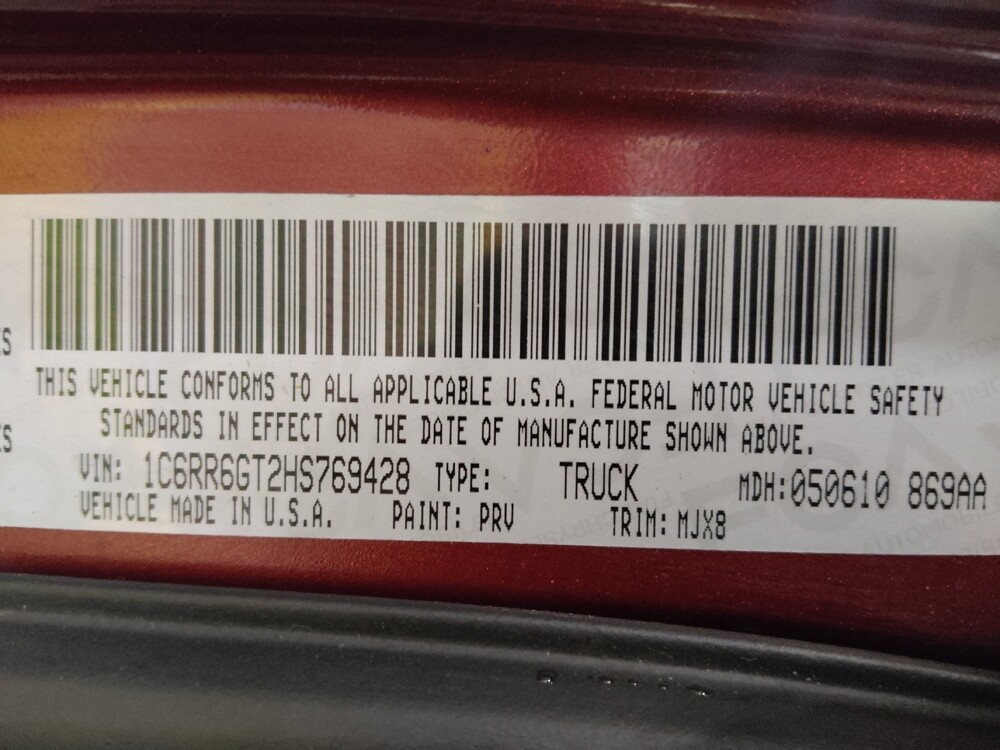 THIS VEHICLE CONFORMS TO ALL APPLICABLE U.S.A. FEDERAL MOTOR VEHICLE SAFETY
STANDARDS IN EFFECT ON THE DATE OF MANUFACTURE SHOWN ABOVE.
VIN: 1C6RR6GT2HS769428 TYPE: TRUCK MDH:050610 869AA
VEHICLE MADE IN U.S.A. PAINT: PRV TRIM: MJX8